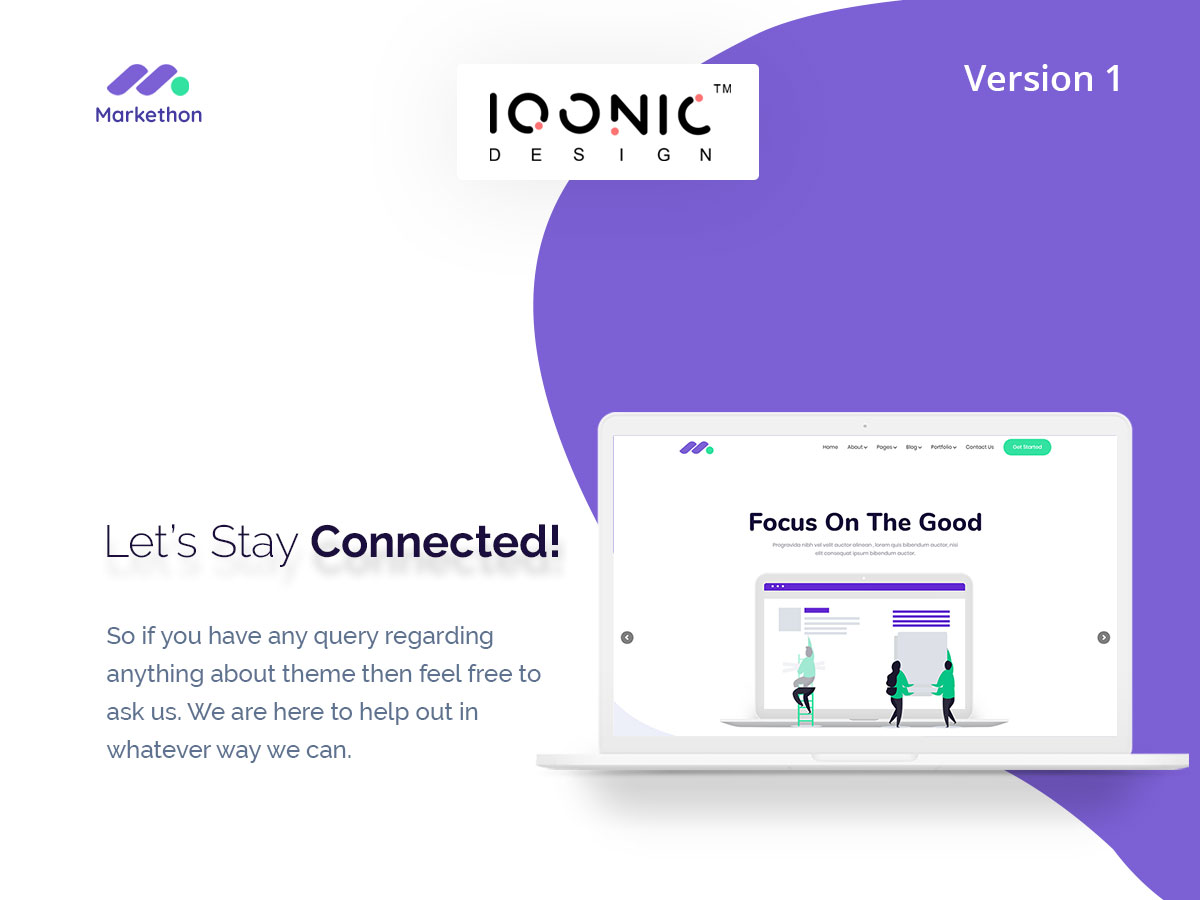 Markethon
IQONIC
TM
DESIGN
Version 1
Home About Pages Blog Portfolio Contact Us Get Started
Focus On The Good
Progravida nibh vel velit auctor alinean ,lorem quis bibendum auctor, nisi
elit consequat ipsum bibendum auctor.
Let's Stay Connected!
So if you have any query regarding
anything about theme then feel free to
ask us. We are here to help out in
whatever way we can.